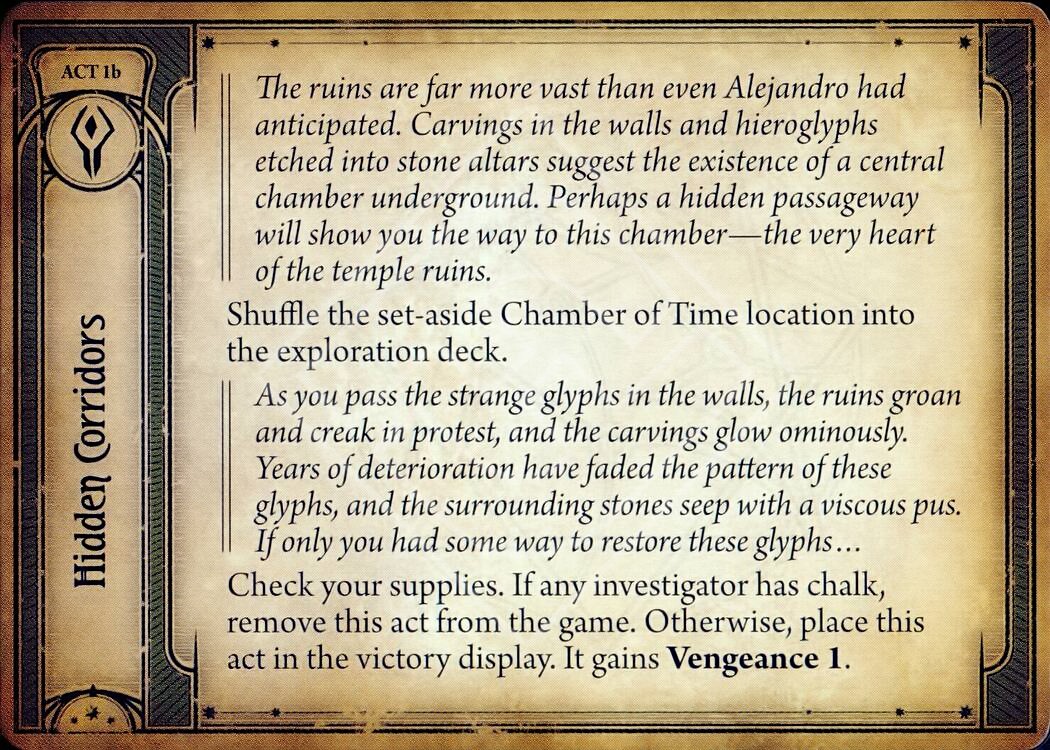 ACT 1b
Hidden Corridors
The ruins are far more vast than even Alejandro had
anticipated. Carvings in the walls and hieroglyphs
etched into stone altars suggest the existence of a central
chamber underground. Perhaps a hidden passageway
will show you the way to this chamber—the very heart
of the temple ruins.
Shuffle the set-aside Chamber of Time location into
the exploration deck.
As you pass the strange glyphs in the walls, the ruins groan
and creak in protest, and the carvings glow ominously.
Years of deterioration have faded the pattern of these
glyphs, and the surrounding stones seep with a viscous pus.
If only you had some way to restore these glyphs…
Check your supplies. If any investigator has chalk,
remove this act from the game. Otherwise, place this
act in the victory display. It gains Vengeance 1.